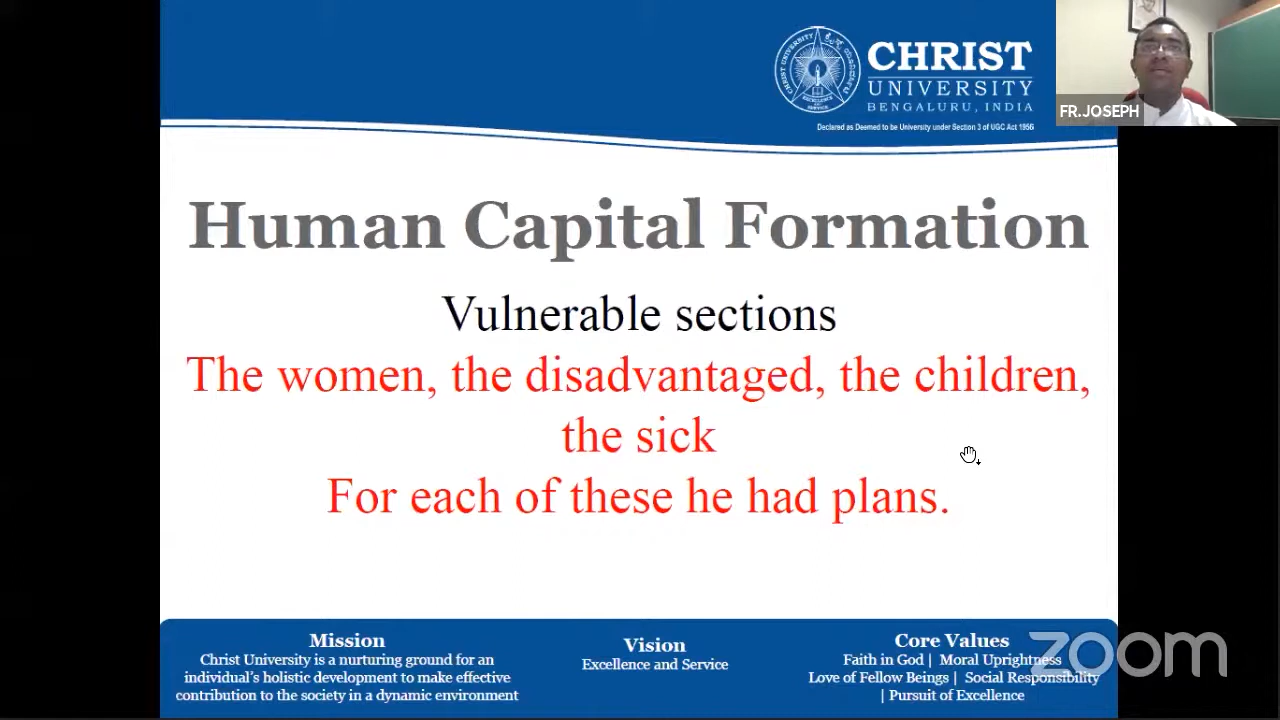 CHRIST
UNIVERSITY
BENGALURU, INDIA
Declared as Deemed to be University under Section 3 of UGC Act 1956
FR.JOSEPH
Human Capital Formation
Vulnerable sections
The women, the disadvantaged, the children,
the sick
For each of these he had plans.
Mission
Christ University is a nurturing ground for an
individual's holistic development to make effective
contribution to the society in a dynamic environment
Vision
Excellence and Service
Core Values
Faith in God | Moral Uprightness
Love of Fellow Beings | Social Responsibility
| Pursuit of Excellence
zoom